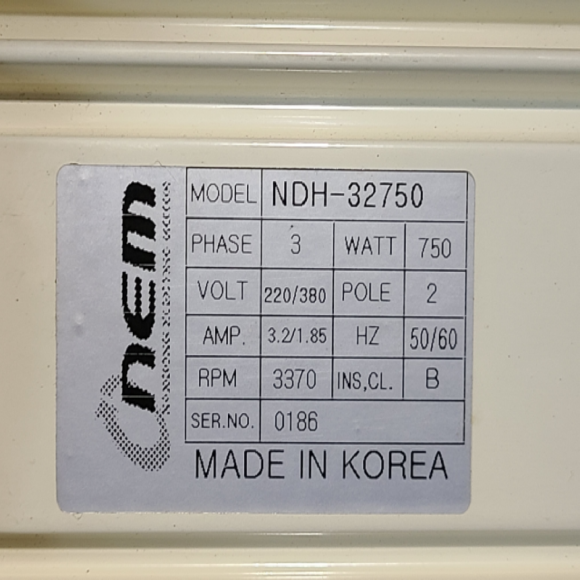 nem
MODEL NDH-32750
PHASE 3 WATT 750
VOLT 220/380 POLE 2
AMP. 3.2/1.85 HZ 50/60
RPM 3370 INS,CL. B
SER.NO. 0186
MADE IN KOREA